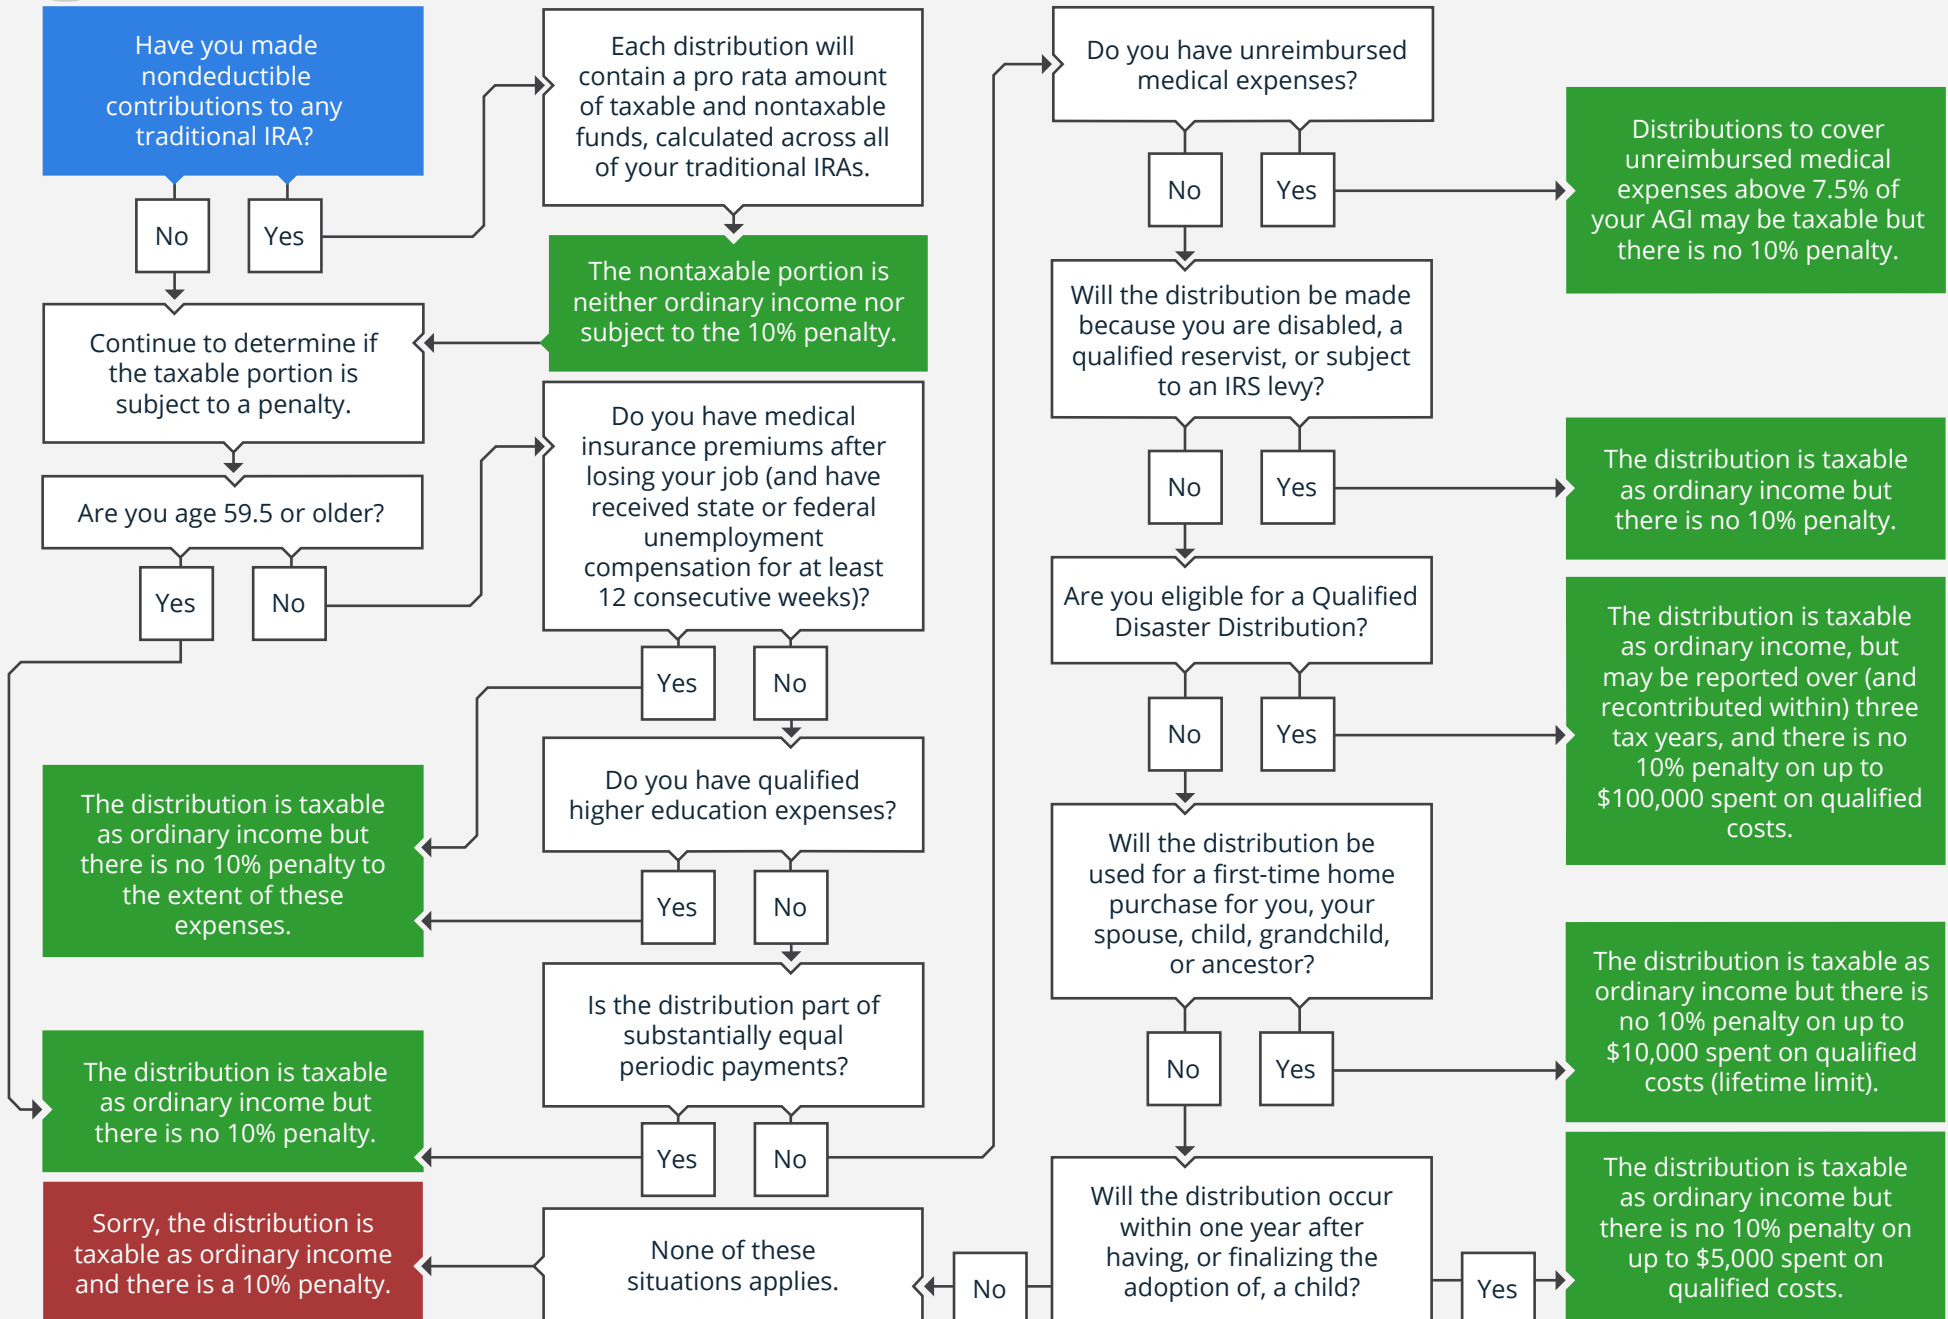 Have you made
nondeductible
contributions to any
traditional IRA?
No
Yes
Each distribution will
contain a pro rata amount
of taxable and nontaxable
funds, calculated across all
of your traditional IRAs.
The nontaxable portion is
neither ordinary income nor
subject to the 10% penalty.
Continue to determine if
the taxable portion is
subject to a penalty.
Are you age 59.5 or older?
Yes
No
Do you have medical
insurance premiums after
losing your job (and have
received state or federal
unemployment
compensation for at least
12 consecutive weeks)?
Yes
No
Do you have qualified
higher education expenses?
Yes
No
The distribution is taxable
as ordinary income but
there is no 10% penalty to
the extent of these
expenses.
Is the distribution part of
substantially equal
periodic payments?
Yes
No
The distribution is taxable
as ordinary income but
there is no 10% penalty.
Sorry, the distribution is
taxable as ordinary income
and there is a 10% penalty.
None of these
situations applies.
Do you have unreimbursed
medical expenses?
No
Yes
Distributions to cover
unreimbursed medical
expenses above 7.5% of
your AGI may be taxable but
there is no 10% penalty.
Will the distribution be made
because you are disabled, a
qualified reservist, or subject
to an IRS levy?
No
Yes
The distribution is taxable
as ordinary income but
there is no 10% penalty.
Are you eligible for a Qualified
Disaster Distribution?
No
Yes
The distribution is taxable
as ordinary income, but
may be reported over (and
recontributed within) three
tax years, and there is no
10% penalty on up to
$100,000 spent on qualified
costs.
Will the distribution be
used for a first-time home
purchase for you, your
spouse, child, grandchild,
or ancestor?
No
Yes
The distribution is taxable as
ordinary income but there is
no 10% penalty on up to
$10,000 spent on qualified
costs (lifetime limit).
Will the distribution occur
within one year after
having, or finalizing the
adoption of, a child?
No
Yes
The distribution is taxable
as ordinary income but
there is no 10% penalty on
up to $5,000 spent on
qualified costs.